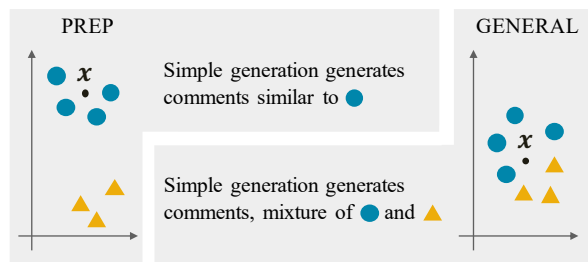 PREP
x
Simple generation generates
comments similar to
Simple generation generates
comments, mixture of and
GENERAL
x